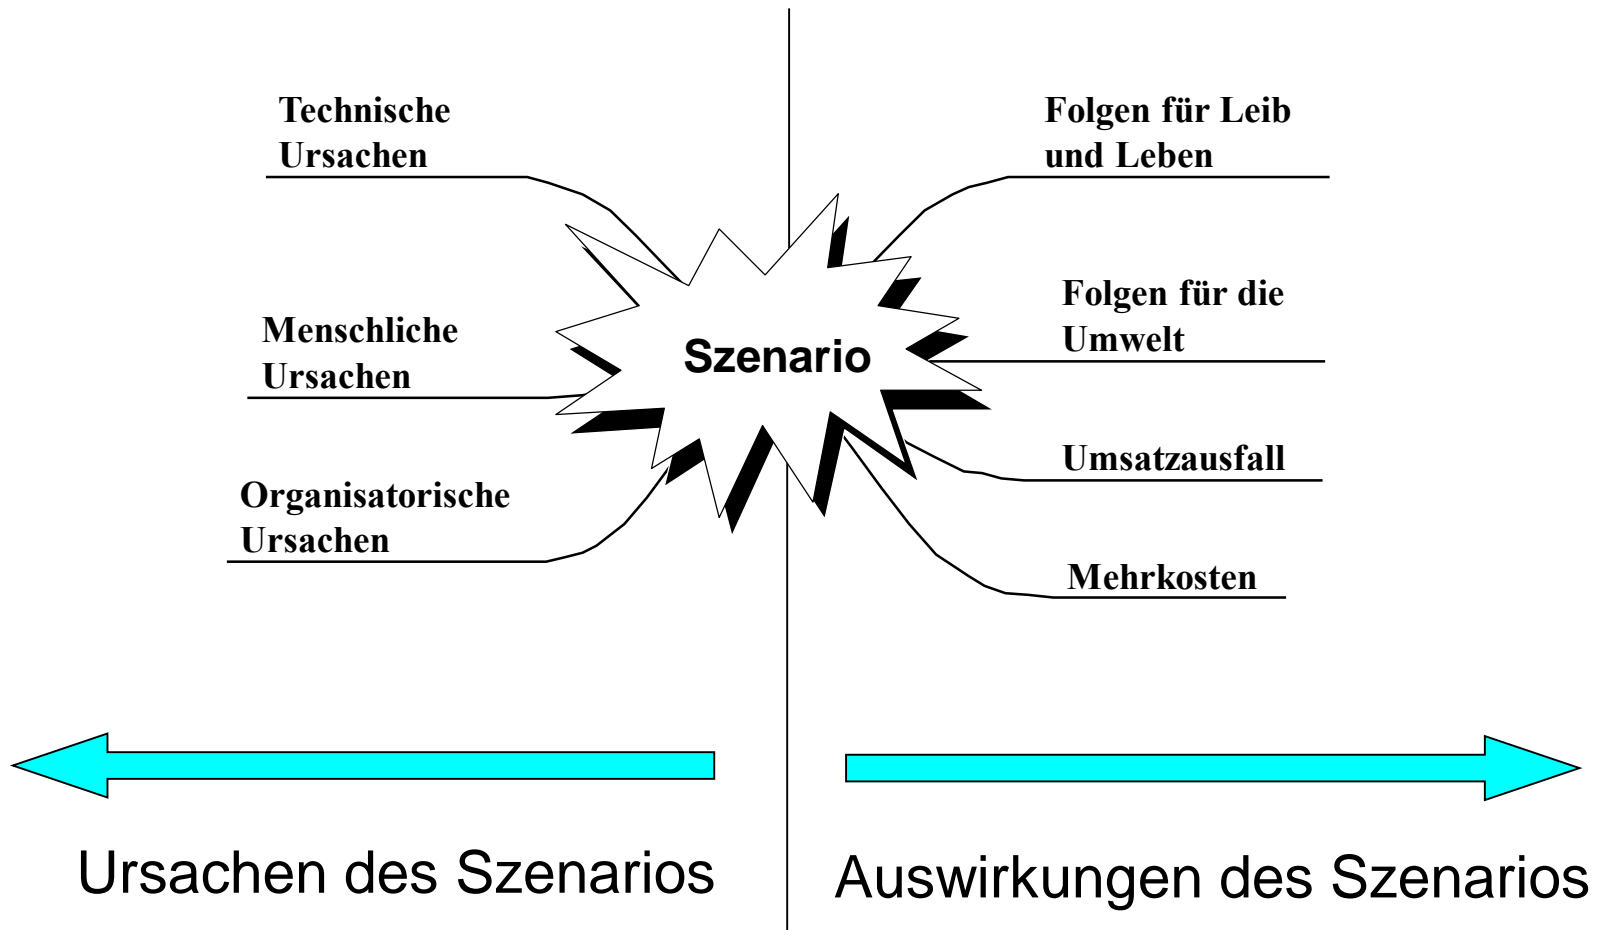 Technische
Ursachen
Menschliche
Ursachen
Organisatorische
Ursachen
Szenario
Folgen für Leib
und Leben
Folgen für die
Umwelt
Umsatzausfall
Mehrkosten
Ursachen des Szenarios
Auswirkungen des Szenarios